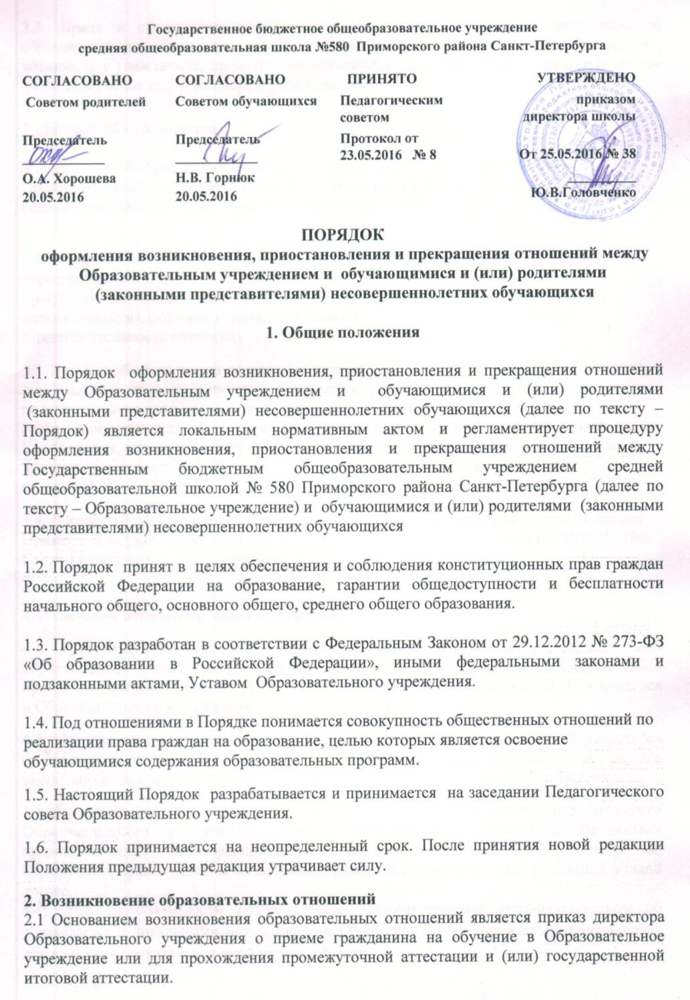 Государственное бюджетное общеобразовательное учреждение
средняя общеобразовательная школа №580 Приморского района Санкт-Петербурга
СОГЛАСОВАНО СОГЛАСОВАНО ПРИНЯТО УТВЕРЖДЕНО
Советом родителей Советом обучающихся Педагогическим советом приказом директора школы
Председатель Председатель Протокол от 23.05.2016 № 8 От 25.05.2016 № 38
О.А. Хорошева Н.В. Горнюк Ю.В.Головченко
20.05.2016 20.05.2016
ПОРЯДОК
оформления возникновения, приостановления и прекращения отношений между
Образовательным учреждением и обучающимися и (или) родителями
(законными представителями) несовершеннолетних обучающихся
1. Общие положения
1.1. Порядок оформления возникновения, приостановления и прекращения отношений
между Образовательным учреждением и обучающимися и (или) родителями
(законными представителями) несовершеннолетних обучающихся (далее по тексту –
Порядок) является локальным нормативным актом и регламентирует процедуру
оформления возникновения, приостановления и прекращения отношений между
Государственным бюджетным общеобразовательным учреждением средней
общеобразовательной школой № 580 Приморского района Санкт-Петербурга (далее по
тексту – Образовательное учреждение) и обучающимися и (или) родителями (законными
представителями) несовершеннолетних обучающихся
1.2. Порядок принят в целях обеспечения и соблюдения конституционных прав граждан
Российской Федерации на образование, гарантии общедоступности и бесплатности
начального общего, основного общего, среднего общего образования.
1.3. Порядок разработан в соответствии с Федеральным Законом от 29.12.2012 № 273-ФЗ
«Об образовании в Российской Федерации», иными федеральными законами и
подзаконными актами, Уставом Образовательного учреждения.
1.4. Под отношениями в Порядке понимается совокупность общественных отношений по
реализации права граждан на образование, целью которых является освоение
обучающимися содержания образовательных программ.
1.5. Настоящий Порядок разрабатывается и принимается на заседании Педагогического
совета Образовательного учреждения.
1.6. Порядок принимается на неопределенный срок. После принятия новой редакции
Положения предыдущая редакция утрачивает силу.
2. Возникновение образовательных отношений
2.1 Основанием возникновения образовательных отношений является приказ директора
Образовательного учреждения о приеме гражданина на обучение в Образовательное
учреждение или для прохождения промежуточной аттестации и (или) государственной
итоговой аттестации.